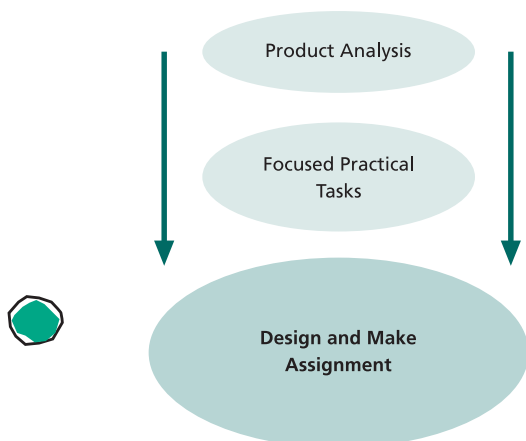 Product Analysis
Focused Practical
Tasks
Design and Make
Assignment